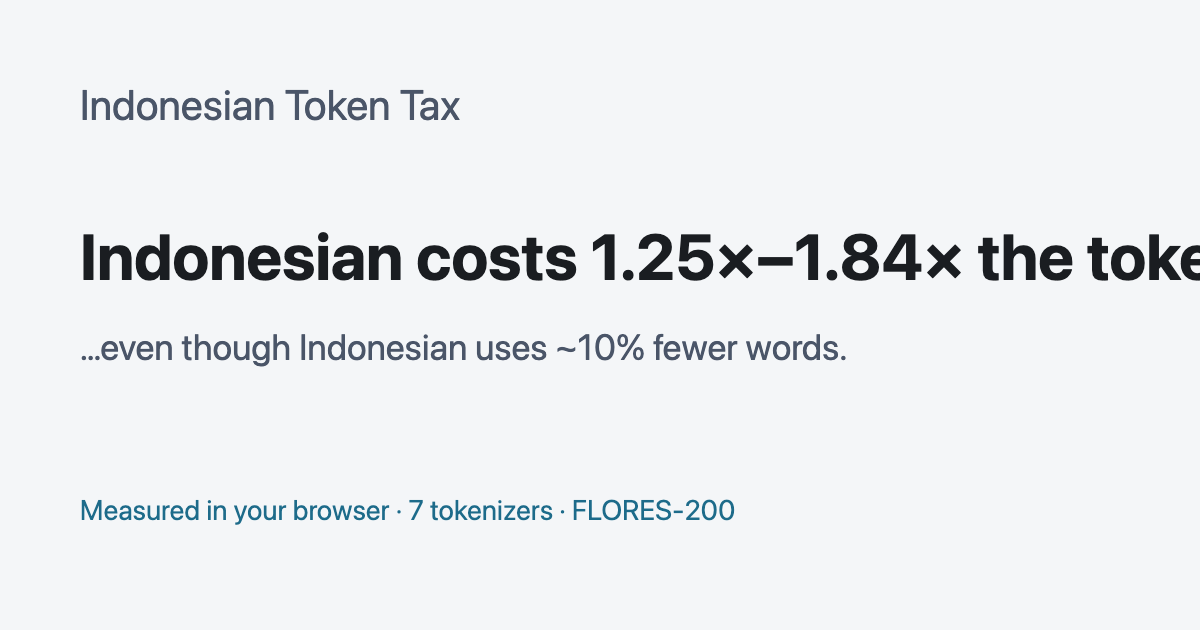 Indonesian Token Tax
Indonesian costs 1.25×–1.84× the toke
…even though Indonesian uses ~10% fewer words.
Measured in your browser · 7 tokenizers · FLORES-200